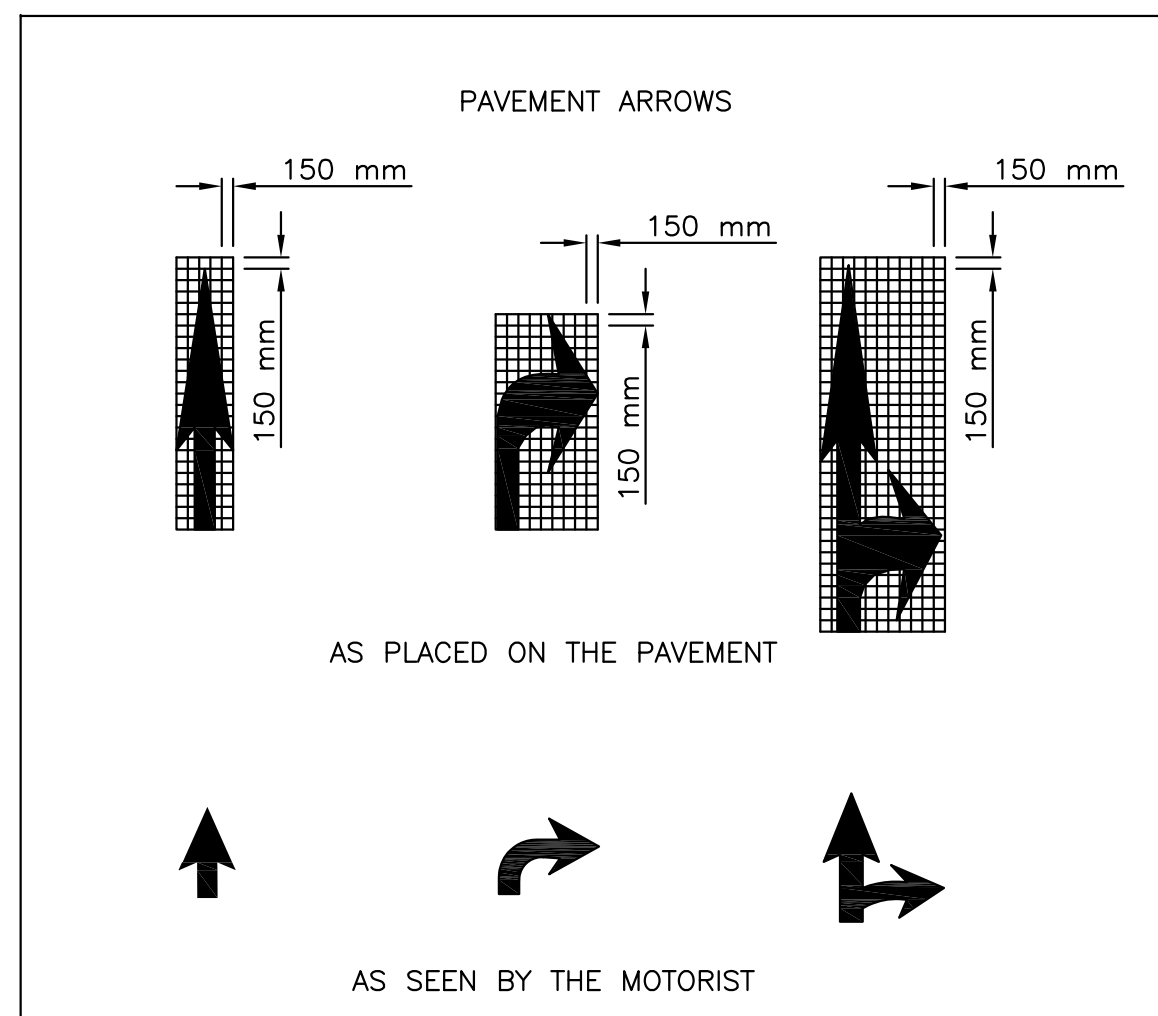 PAVEMENT ARROWS
150 mm
150 mm
150 mm
150 mm
150 mm
150 mm
AS PLACED ON THE PAVEMENT
AS SEEN BY THE MOTORIST